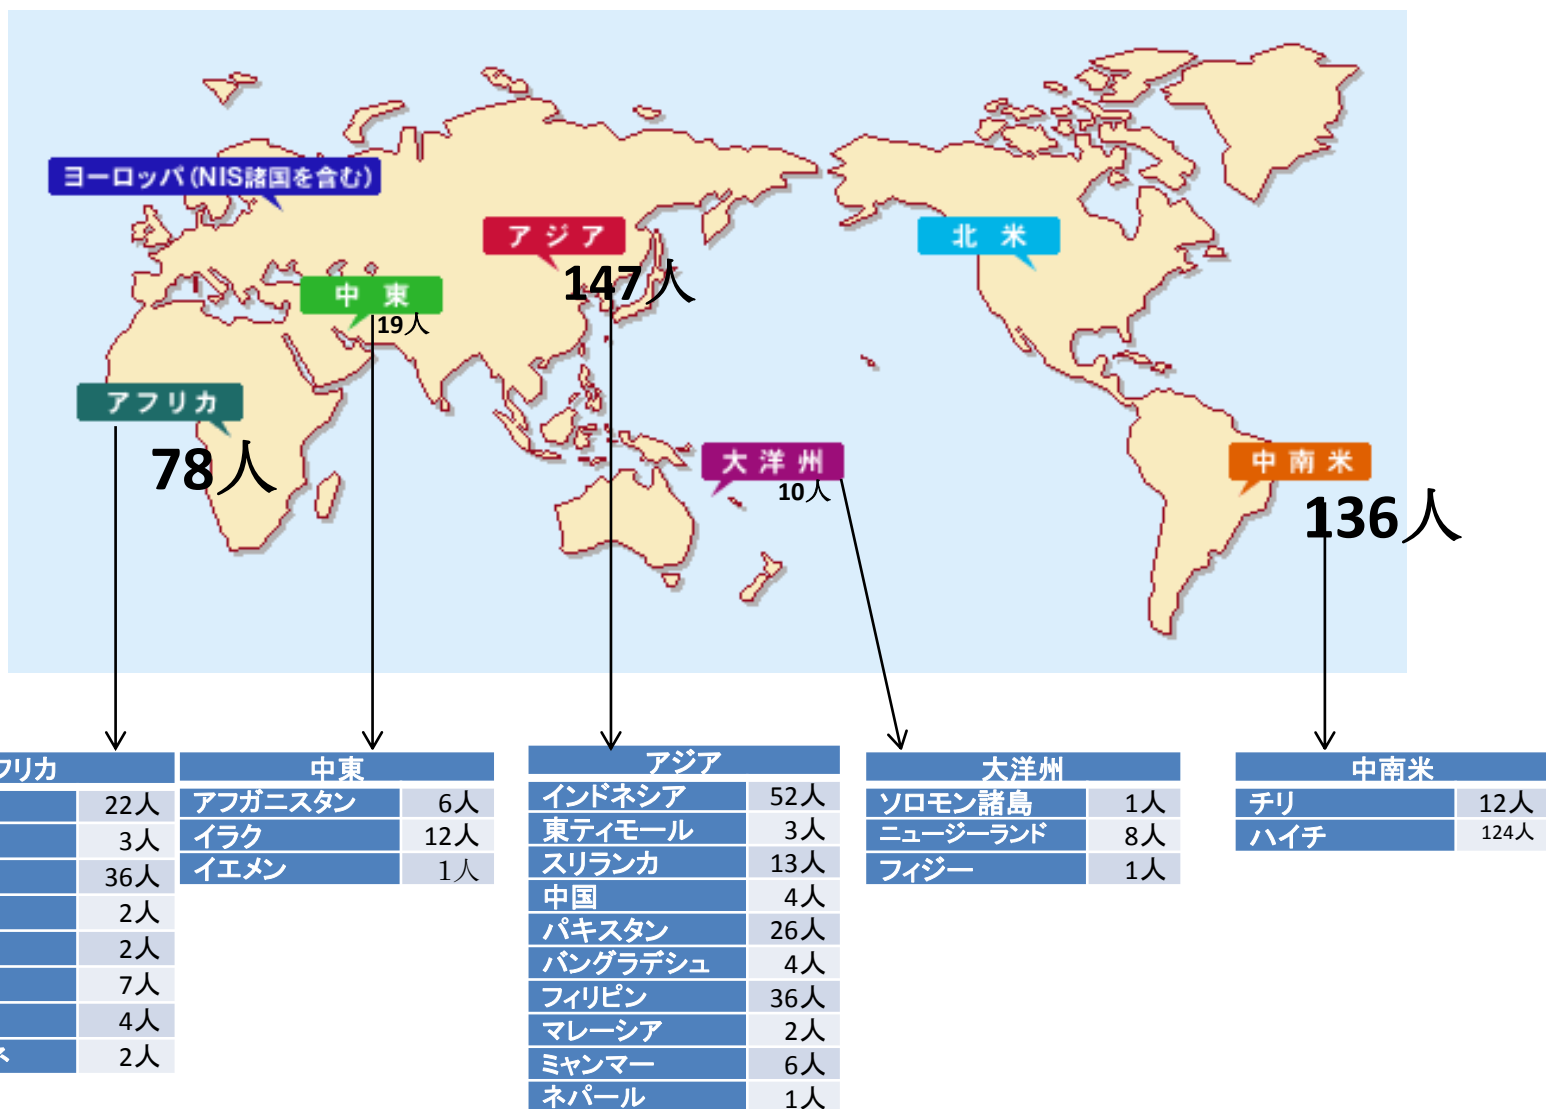 ヨーロッパ(NIS諸国を含む)
アジア
147人
北米
中東
19人
アフリカ
78人
大洋州
10人
中南米
136人
フリカ
22人
3人
36人
2人
2人
7人
4人
ネ 2人
中東
アフガニスタン 6人
イラク 12人
イエメン 1人
アジア
インドネシア 52人
東ティモール 3人
スリランカ 13人
中国 4人
パキスタン 26人
バングラデシュ 4人
フィリピン 36人
マレーシア 2人
ミャンマー 6人
ネパール 1人
大洋州
ソロモン諸島 1人
ニュージーランド 8人
フィジー 1人
中南米
チリ 12人
ハイチ 124人